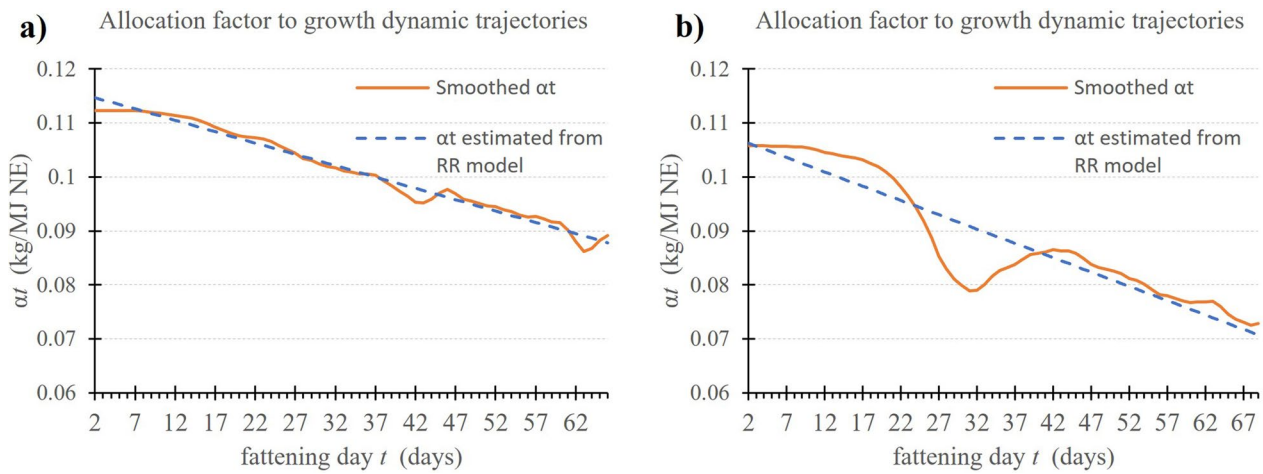 a)
Allocation factor to growth dynamic trajectories
0.12
0.11
0.1
0.09
0.08
0.07
0.06
αt (kg/MJ NE)
Smoothed αt
αt estimated from
RR model
2 7 12 17 22 27 32 37 42 47 52 57 62
fattening day t (days)
b)
Allocation factor to growth dynamic trajectories
0.12
0.11
0.1
0.09
0.08
0.07
0.06
αt (kg/MJ NE)
Smoothed αt
αt estimated from
RR model
2 7 12 17 22 27 32 37 42 47 52 57 62 67
fattening day t (days)